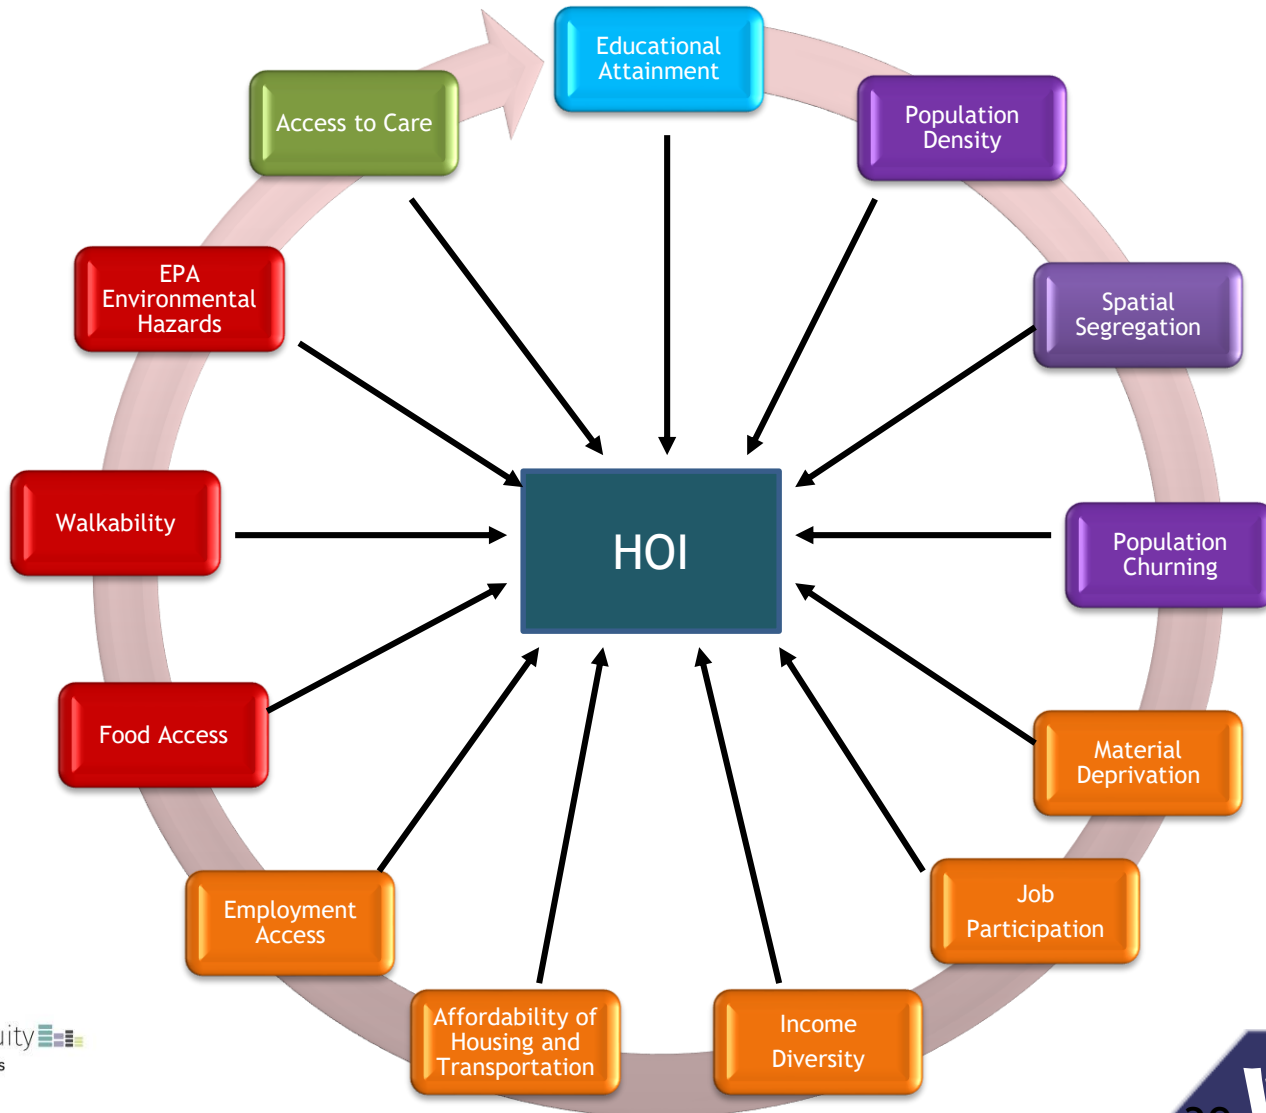 Educational
Attainment
Population
Density
Spatial
Segregation
Population
Churning
Material
Deprivation
Job
Participation
Income
Diversity
Affordability of
Housing and
Transportation
Employment
Access
Food Access
Walkability
EPA
Environmental
Hazards
Access to Care
HOI